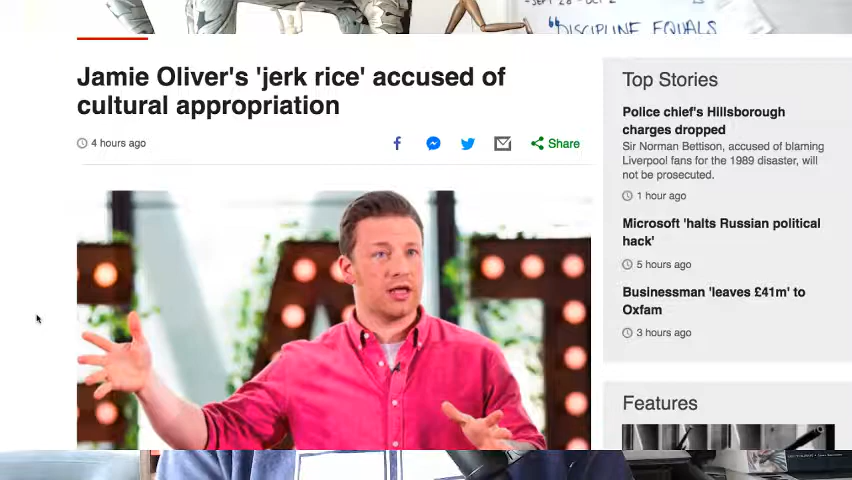 "DISCIPLINE EQUALS
Jamie Oliver's 'jerk rice' accused of
cultural appropriation
4 hours ago
Share
Top Stories
Police chief's Hillsborough
charges dropped
Sir Norman Bettison, accused of blaming
Liverpool fans for the 1989 disaster, will
not be prosecuted.
1 hour ago
Microsoft 'halts Russian political
hack'
5 hours ago
Businessman 'leaves £41m' to
Oxfam
3 hours ago
Features